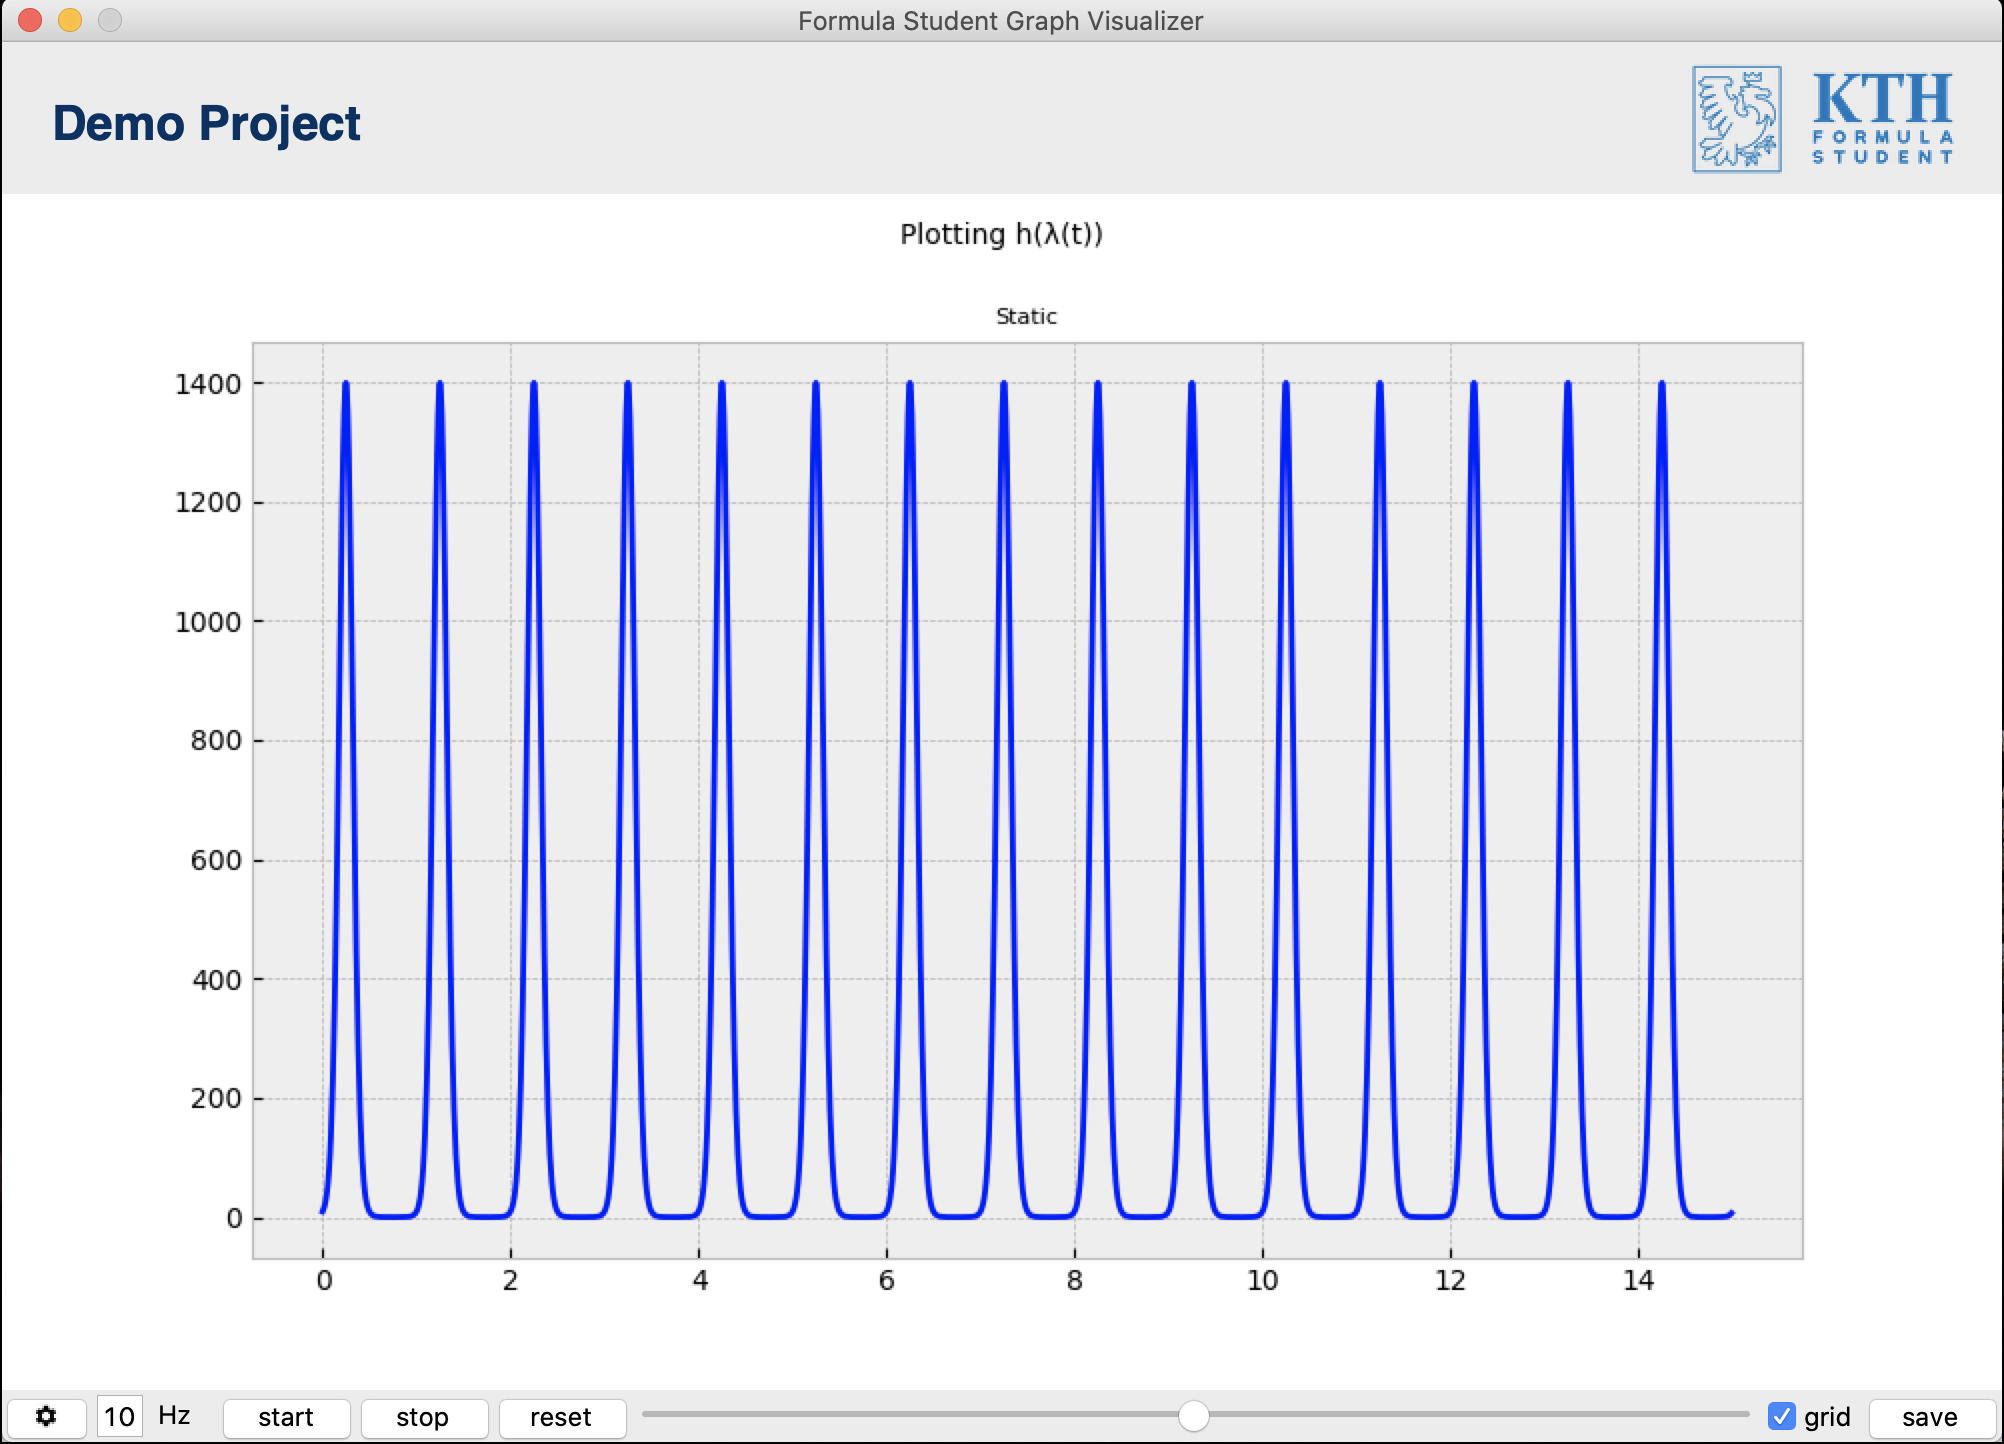 Formula Student Graph Visualizer
Demo Project
KTH
FORMULA
STUDENT
Plotting h(λ(t))
Static
1400
1200
1000
800
600
400
200
0
0 2 4 6 8 10 12 14
10 Hz start stop reset grid save